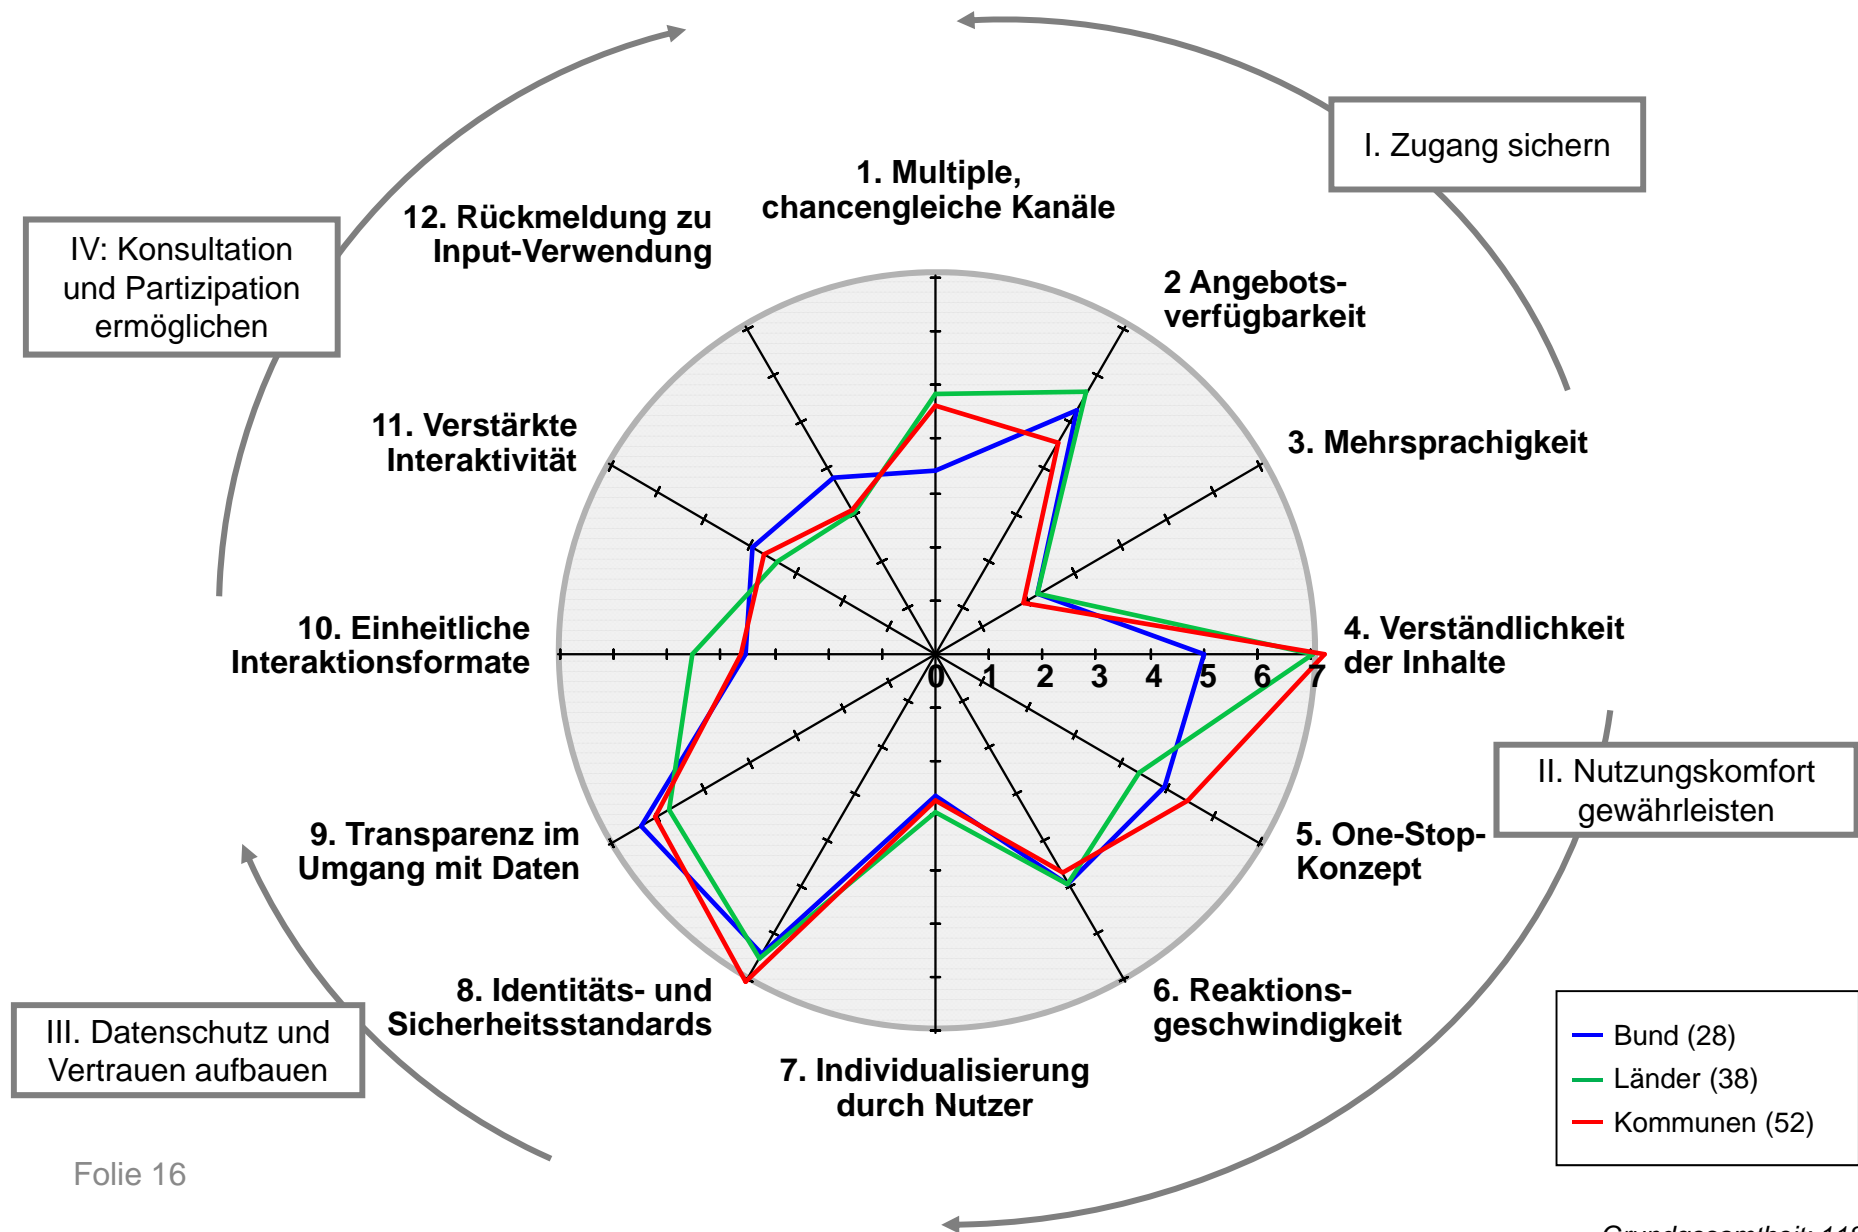 I. Zugang sichern
1. Multiple,
chancengleiche Kanäle
12. Rückmeldung zu
Input-Verwendung
IV: Konsultation
und Partizipation
ermöglichen
2 Angebots-
verfügbarkeit
11. Verstärkte
Interaktivität
3. Mehrsprachigkeit
10. Einheitliche
Interaktionsformate
4. Verständlichkeit
der Inhalte
0 1 2 3 4 5 6 7
II. Nutzungskomfort
gewährleisten
9. Transparenz im
Umgang mit Daten
5. One-Stop-
Konzept
8. Identitäts- und
Sicherheitsstandards
6. Reaktions-
geschwindigkeit
III. Datenschutz und
Vertrauen aufbauen
7. Individualisierung
durch Nutzer
Bund (28)
Länder (38)
Kommunen (52)
Folie 16
Grundgesamtheit: